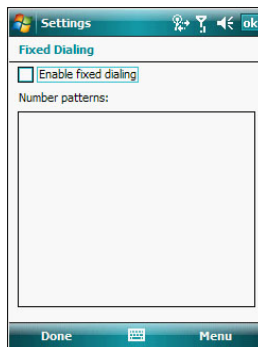 Settings ok
Fixed Dialing
Enable fixed dialing
Number patterns:
Done Menu